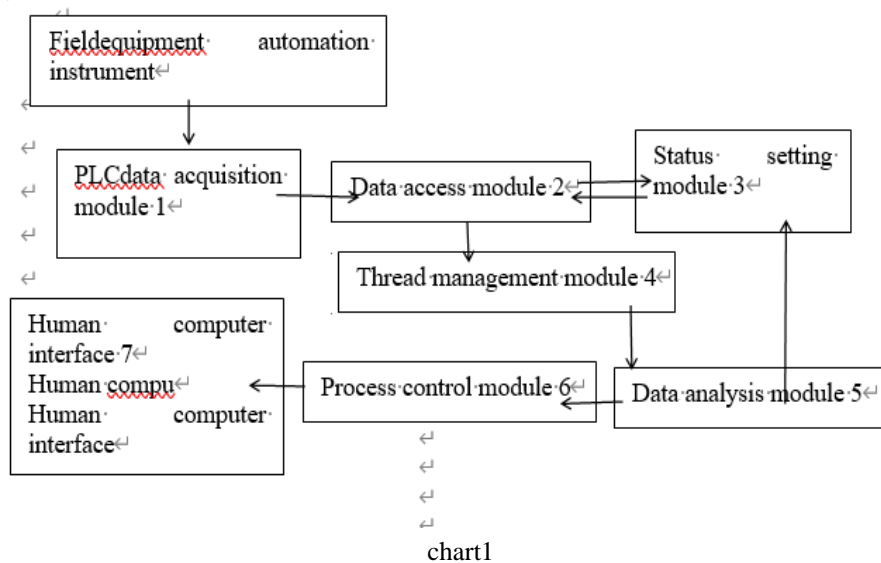 Fieldequipment automation
instrument
PLCdata acquisition
module 1
Data access module 2
Status setting
module 3
Thread management module 4
Human computer
interface 7
Human compu
Human computer
interface
Process control module 6
Data analysis module 5
chart1